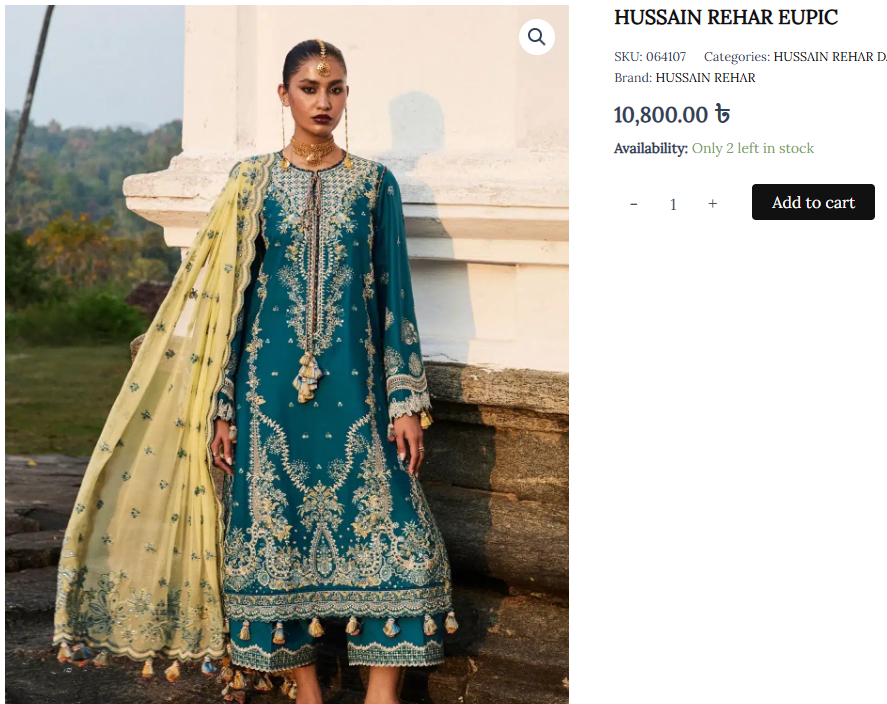 HUSSAIN REHAR EUPIC
SKU: 064107 Categories: HUSSAIN REHAR D
Brand: HUSSAIN REHAR
10,800.00 ৳
Availability: Only 2 left in stock
- 1 + Add to cart